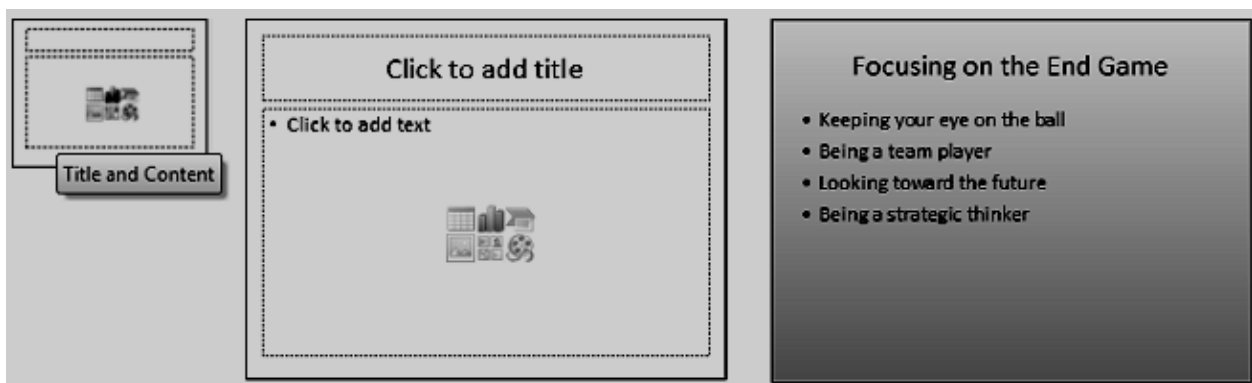 Title and Content
Click to add title
• Click to add text
Focusing on the End Game
• Keeping your eye on the ball
• Being a team player
• Looking toward the future
• Being a strategic thinker